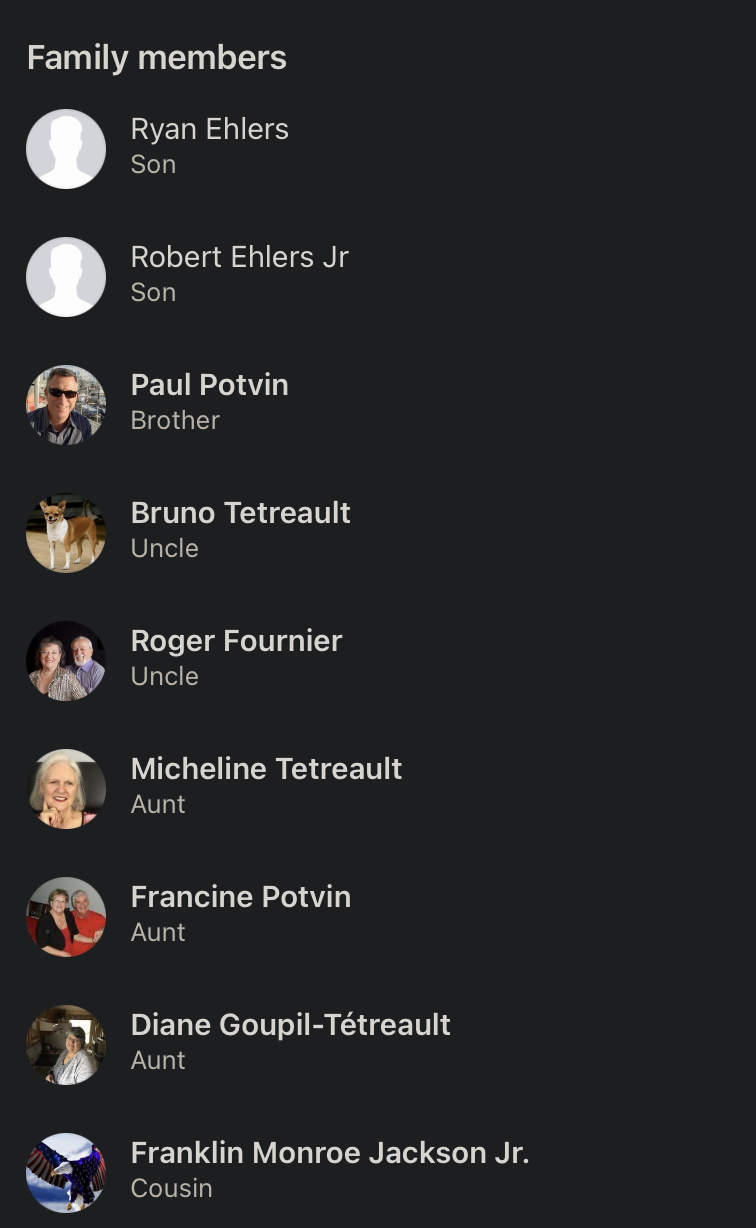 Family members
Ryan Ehlers
Son
Robert Ehlers Jr
Son
Paul Potvin
Brother
Bruno Tetreault
Uncle
Roger Fournier
Uncle
Micheline Tetreault
Aunt
Francine Potvin
Aunt
Diane Goupil-Tétreault
Aunt
Franklin Monroe Jackson Jr.
Cousin